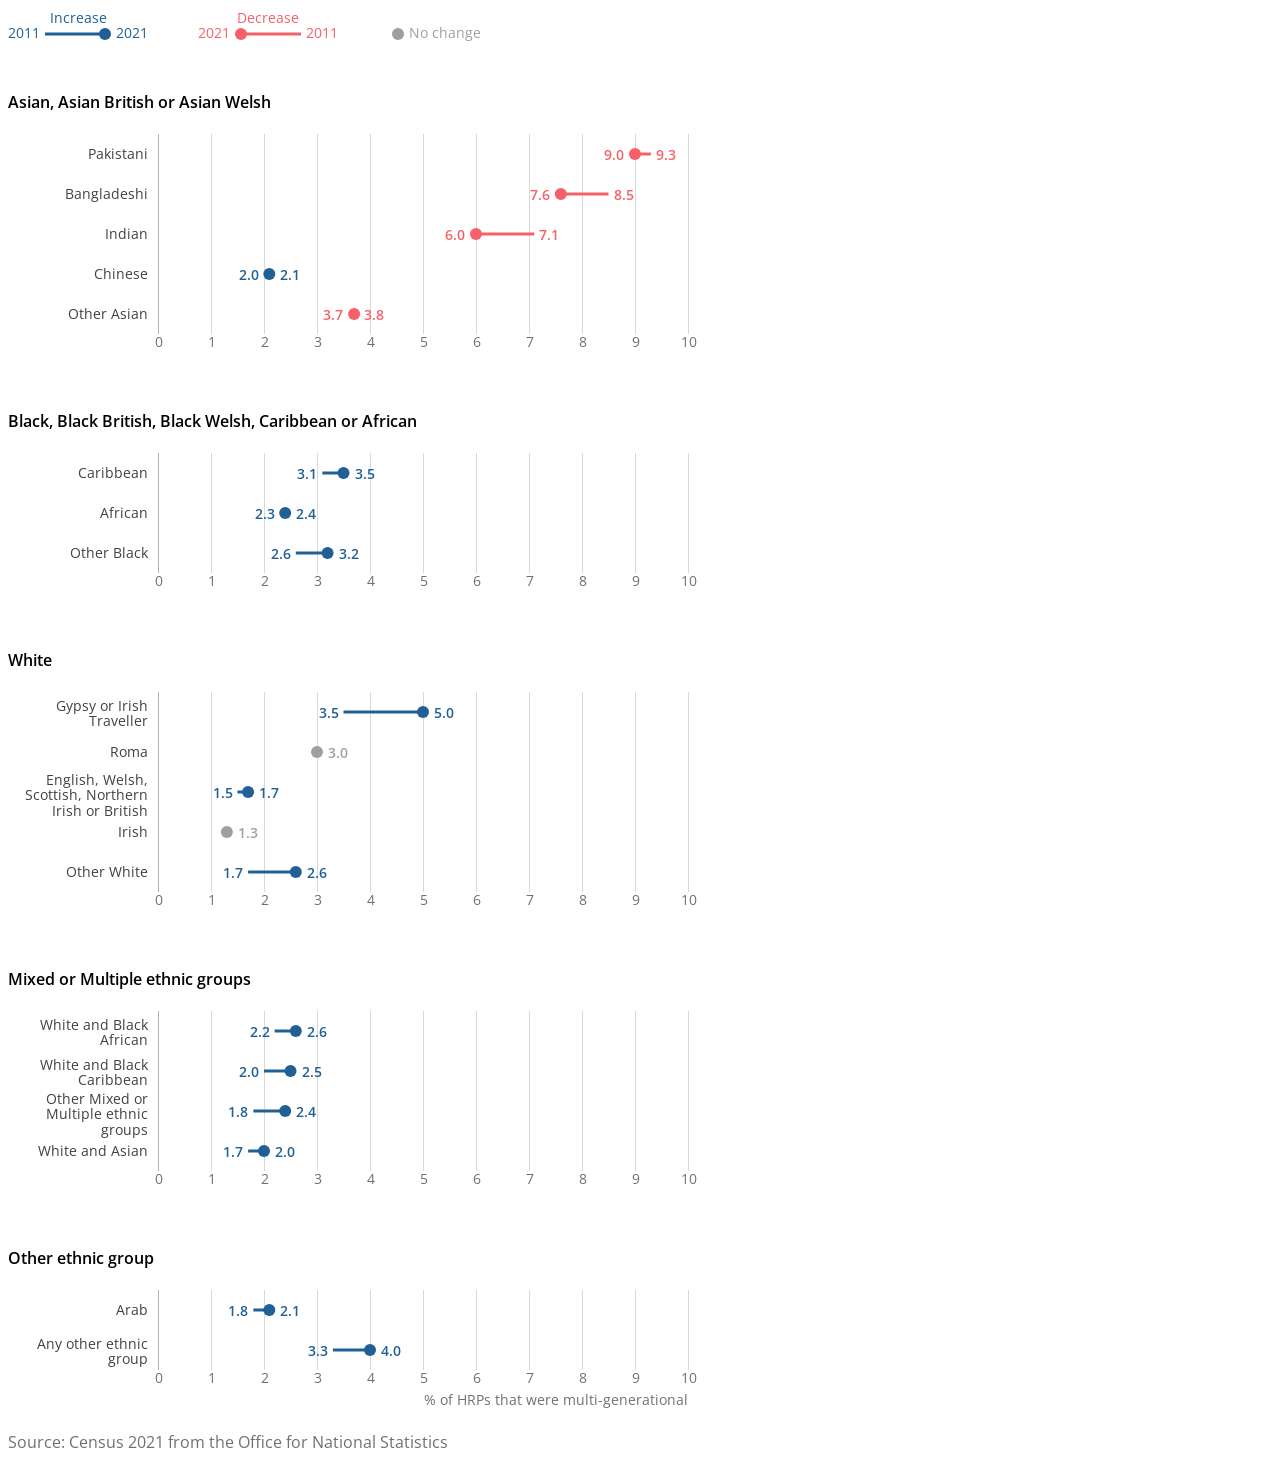 Increase
2011 2021
Decrease
2021 2011
No change
Asian, Asian British or Asian Welsh
Pakistani 9.0 9.3
Bangladeshi 7.6 8.5
Indian 6.0 7.1
Chinese 2.0 2.1
Other Asian 3.7 3.8
0 1 2 3 4 5 6 7 8 9 10
Black, Black British, Black Welsh, Caribbean or African
Caribbean 3.1 3.5
African 2.3 2.4
Other Black 2.6 3.2
0 1 2 3 4 5 6 7 8 9 10
White
Gypsy or Irish
Traveller
3.5 5.0
Roma 3.0
English, Welsh,
Scottish, Northern
Irish or British
1.5 1.7
Irish 1.3
Other White 1.7 2.6
0 1 2 3 4 5 6 7 8 9 10
Mixed or Multiple ethnic groups
White and Black
African
2.2 2.6
White and Black
Caribbean
2.0 2.5
Other Mixed or
Multiple ethnic
groups
1.8 2.4
White and Asian 1.7 2.0
0 1 2 3 4 5 6 7 8 9 10
Other ethnic group
Arab 1.8 2.1
Any other ethnic
group
3.3 4.0
0 1 2 3 4 5 6 7 8 9 10
% of HRPs that were multi-generational
Source: Census 2021 from the Office for National Statistics